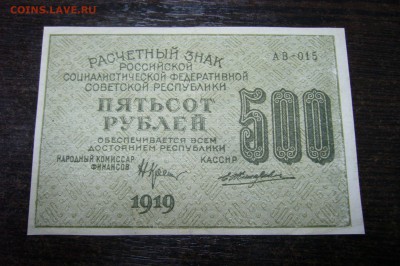 COINS.LAVE.RU
РАСЧЕТНЫЙ ЗНАК
РОССИЙСКОЙ
СОЦИАЛИСТИЧЕСКОЙ ФЕДЕРАТИВНОЙ
СОВЕТСКОЙ РЕСПУБЛИКИ
АВ-015
ПЯТЬСОТ
РУБЛЕЙ
500
ОБЕСПЕЧИВАЕТСЯ ВСЕМ
ДОСТОЯНИЕМ РЕСПУБЛИКИ
НАРОДНЫЙ КОМИССАР
ФИНАНСОВ
КАССИР
1919